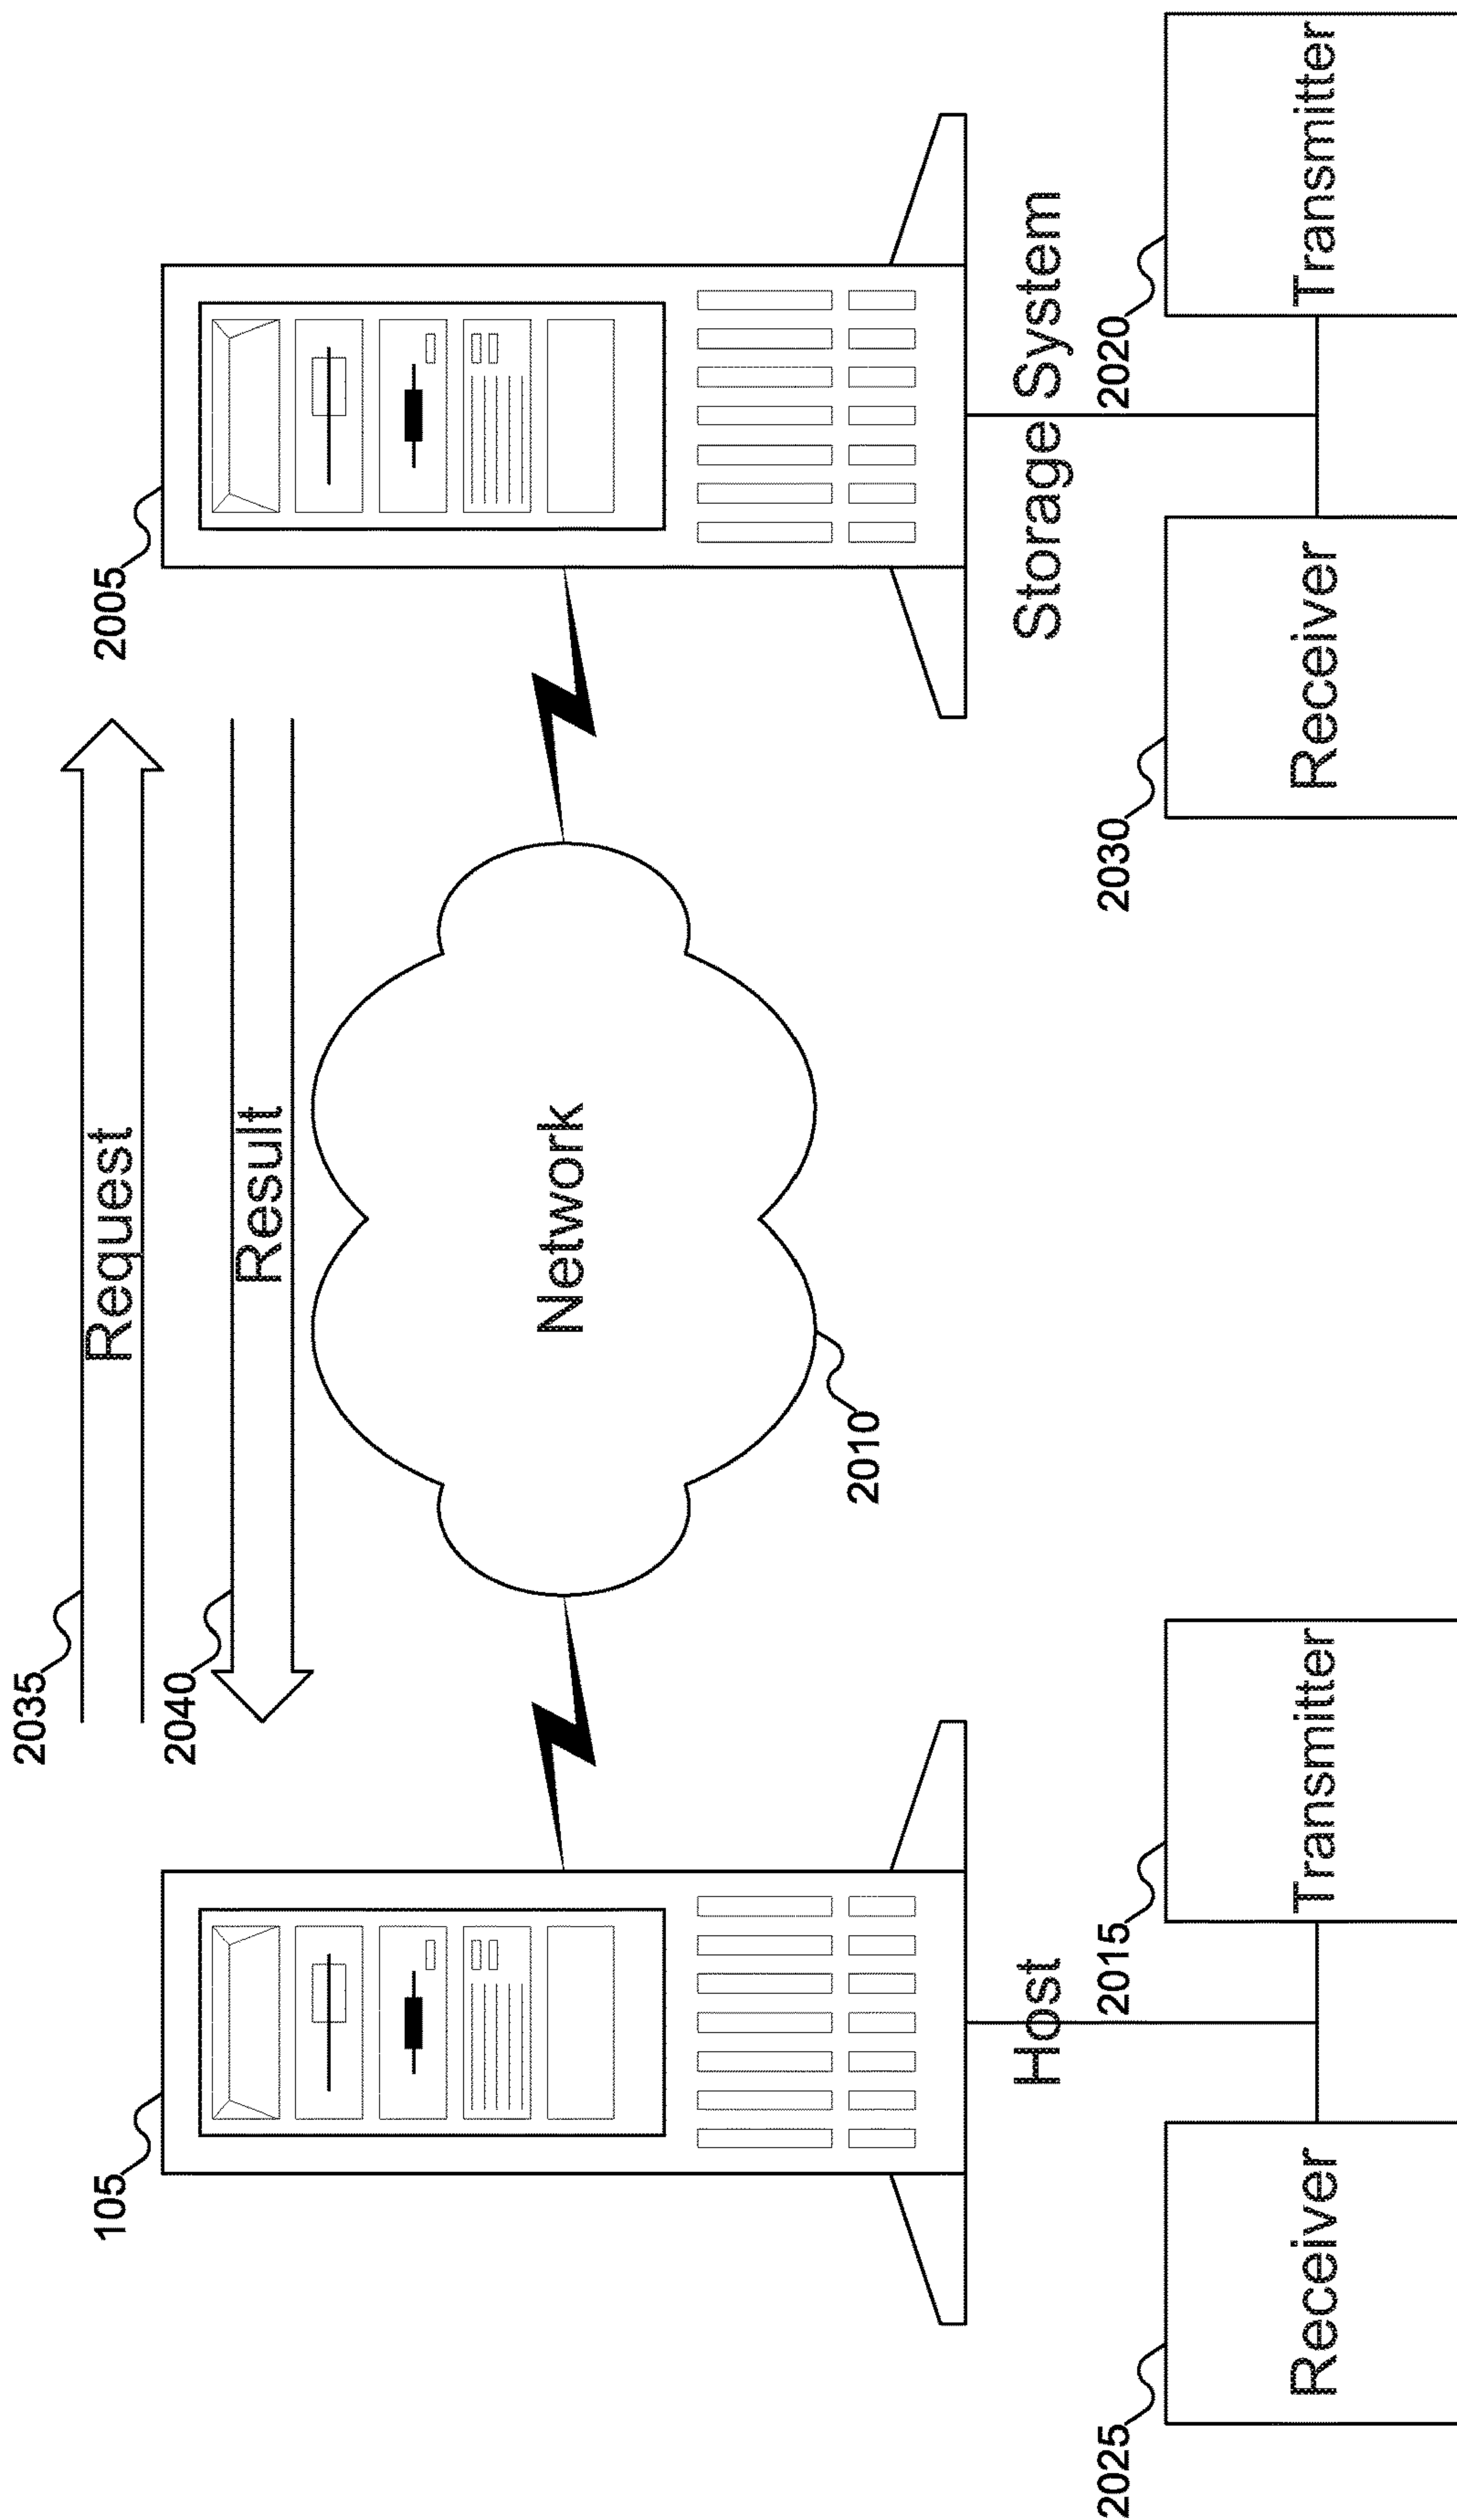 2035
Request
2040
Result
105
2005
Network
2010
Host
Storage System
2025
Receiver
2015
Transmitter
2030
Receiver
2020
Transmitter